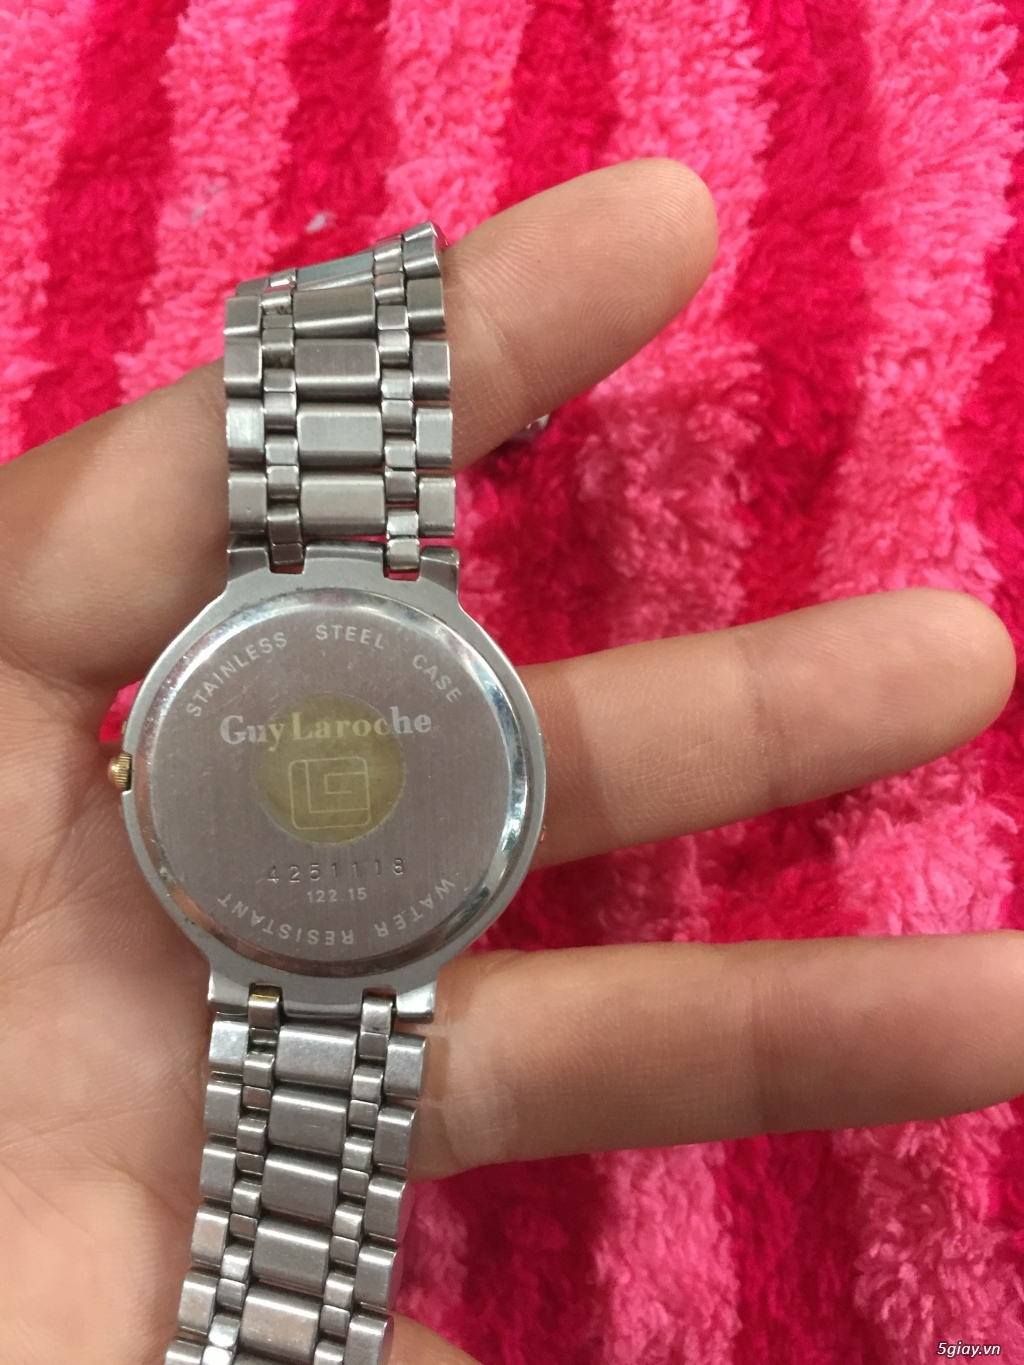 STAINLESS STEEL CASE
Guy Laroche
4251118
122.15
WATER RESISTANT
5giay.vn